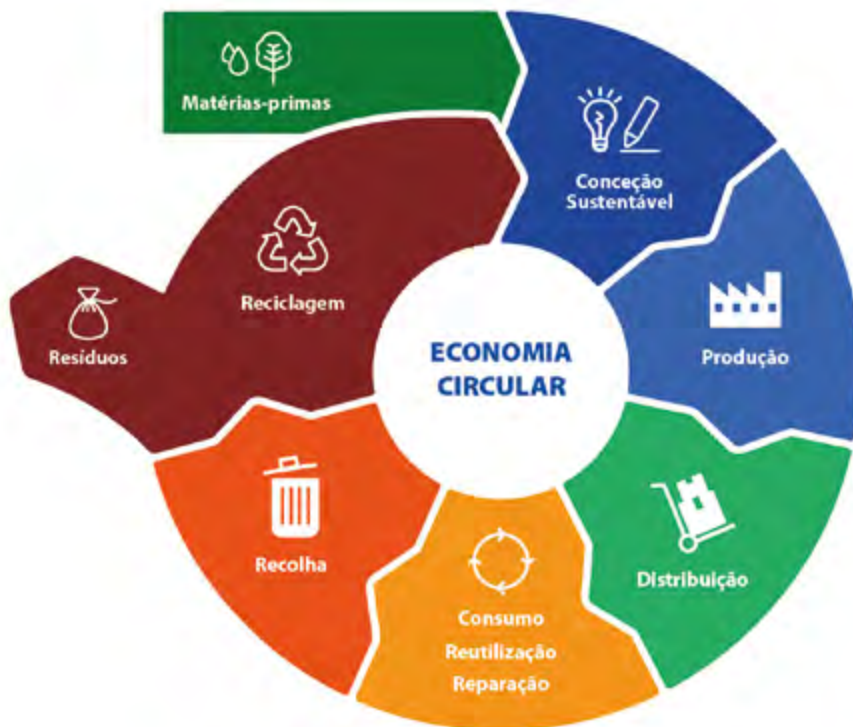 Matérias-primas
Conceção
Sustentável
Produção
Distribuição
Consumo
Reutilização
Reparação
Recolha
Reciclagem
Resíduos
ECONOMIA
CIRCULAR